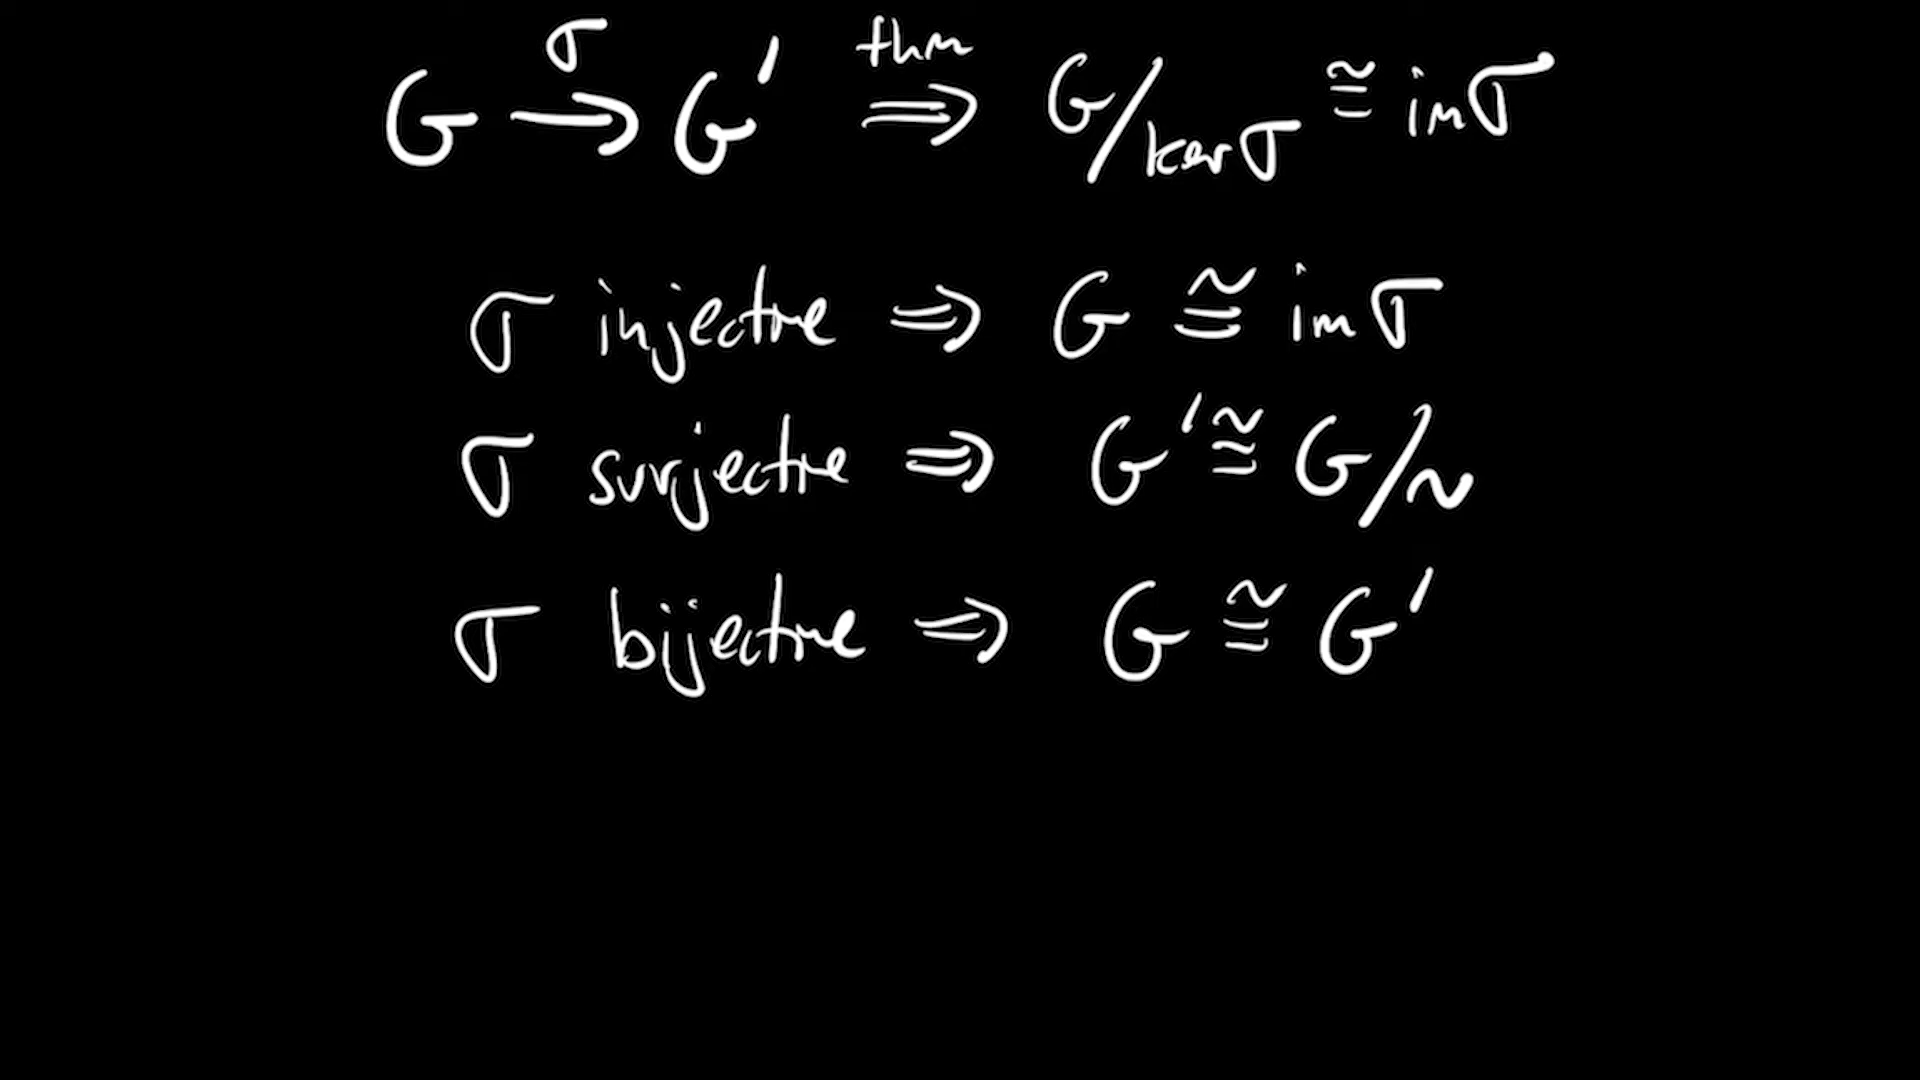 G →^σ G' ⇒^thm G/ker σ ≅ im σ
σ injective ⇒ G ≅ im σ
σ surjective ⇒ G' ≅ G/~
σ bijective ⇒ G ≅ G'